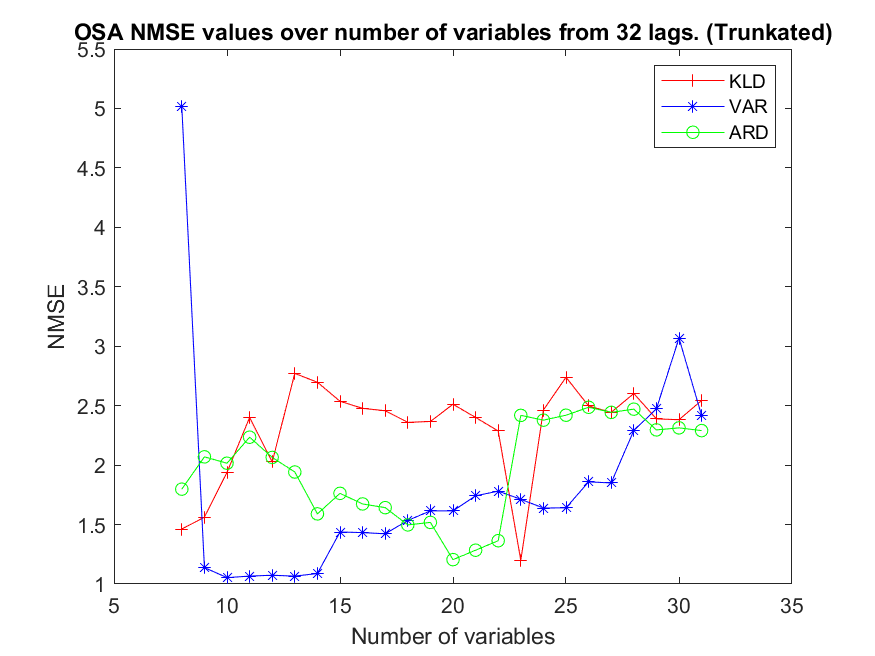 OSA NMSE values over number of variables from 32 lags. (Trunkated)
KLD
VAR
ARD
NMSE
5.5
5
4.5
4
3.5
3
2.5
2
1.5
1
5 10 15 20 25 30 35
Number of variables